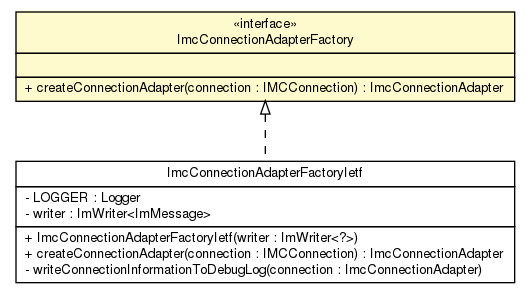 «interface»
ImcConnectionAdapterFactory
+ createConnectionAdapter(connection : IMCConnection) : ImcConnectionAdapter
ImcConnectionAdapterFactoryIetf
- LOGGER : Logger
- writer : ImWriter<ImMessage>
+ ImcConnectionAdapterFactoryIetf(writer : ImWriter<?>)
+ createConnectionAdapter(connection : IMCConnection) : ImcConnectionAdapter
- writeConnectionInformationToDebugLog(connection : ImcConnectionAdapter)